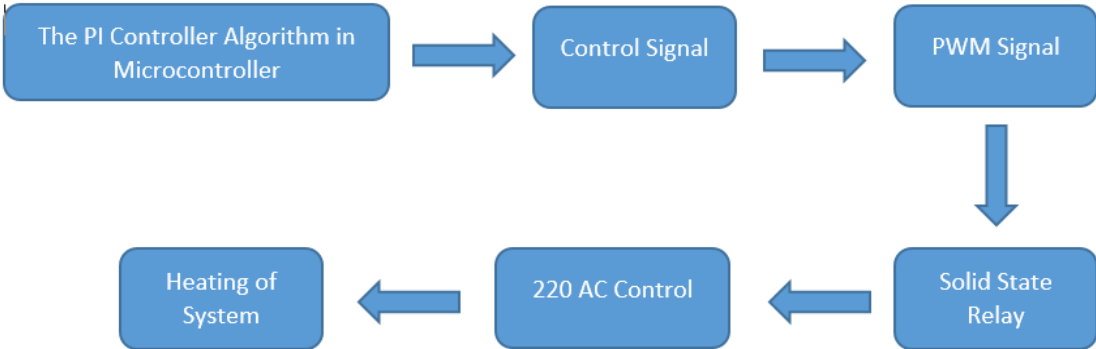 The PI Controller Algorithm in
Microcontroller
Control Signal
PWM Signal
Solid State
Relay
220 AC Control
Heating of
System